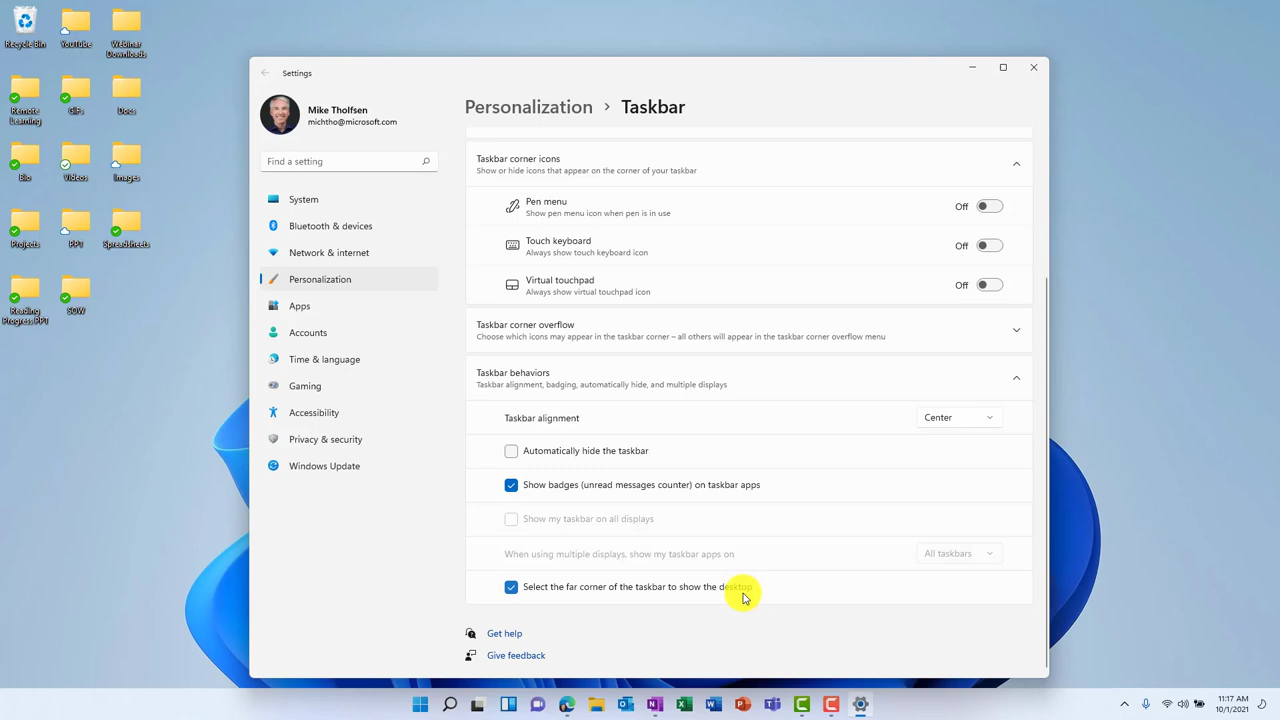 Recycle Bin
YouTube
Webinar
Downloads
Remote
Learning
GIFs
Docs
Bio
Videos
Images
Projects
PPT
Spreadsheets
Reading
Progress PPT
SOW
Settings
Mike Tholfsen
michtho@microsoft.com
Find a setting
System
Bluetooth & devices
Network & internet
Personalization
Apps
Accounts
Time & language
Gaming
Accessibility
Privacy & security
Windows Update
Personalization > Taskbar
Taskbar corner icons
Show or hide icons that appear on the corner of your taskbar
Pen menu
Show pen menu icon when pen is in use
Off
Touch keyboard
Always show touch keyboard icon
Off
Virtual touchpad
Always show virtual touchpad icon
Off
Taskbar corner overflow
Choose which icons may appear in the taskbar corner – all others will appear in the taskbar corner overflow menu
Taskbar behaviors
Taskbar alignment, badging, automatically hide, and multiple displays
Taskbar alignment
Center
Automatically hide the taskbar
Show badges (unread messages counter) on taskbar apps
Show my taskbar on all displays
When using multiple displays, show my taskbar apps on
All taskbars
Select the far corner of the taskbar to show the desktop
Get help
Give feedback
11:17 AM
10/1/2021